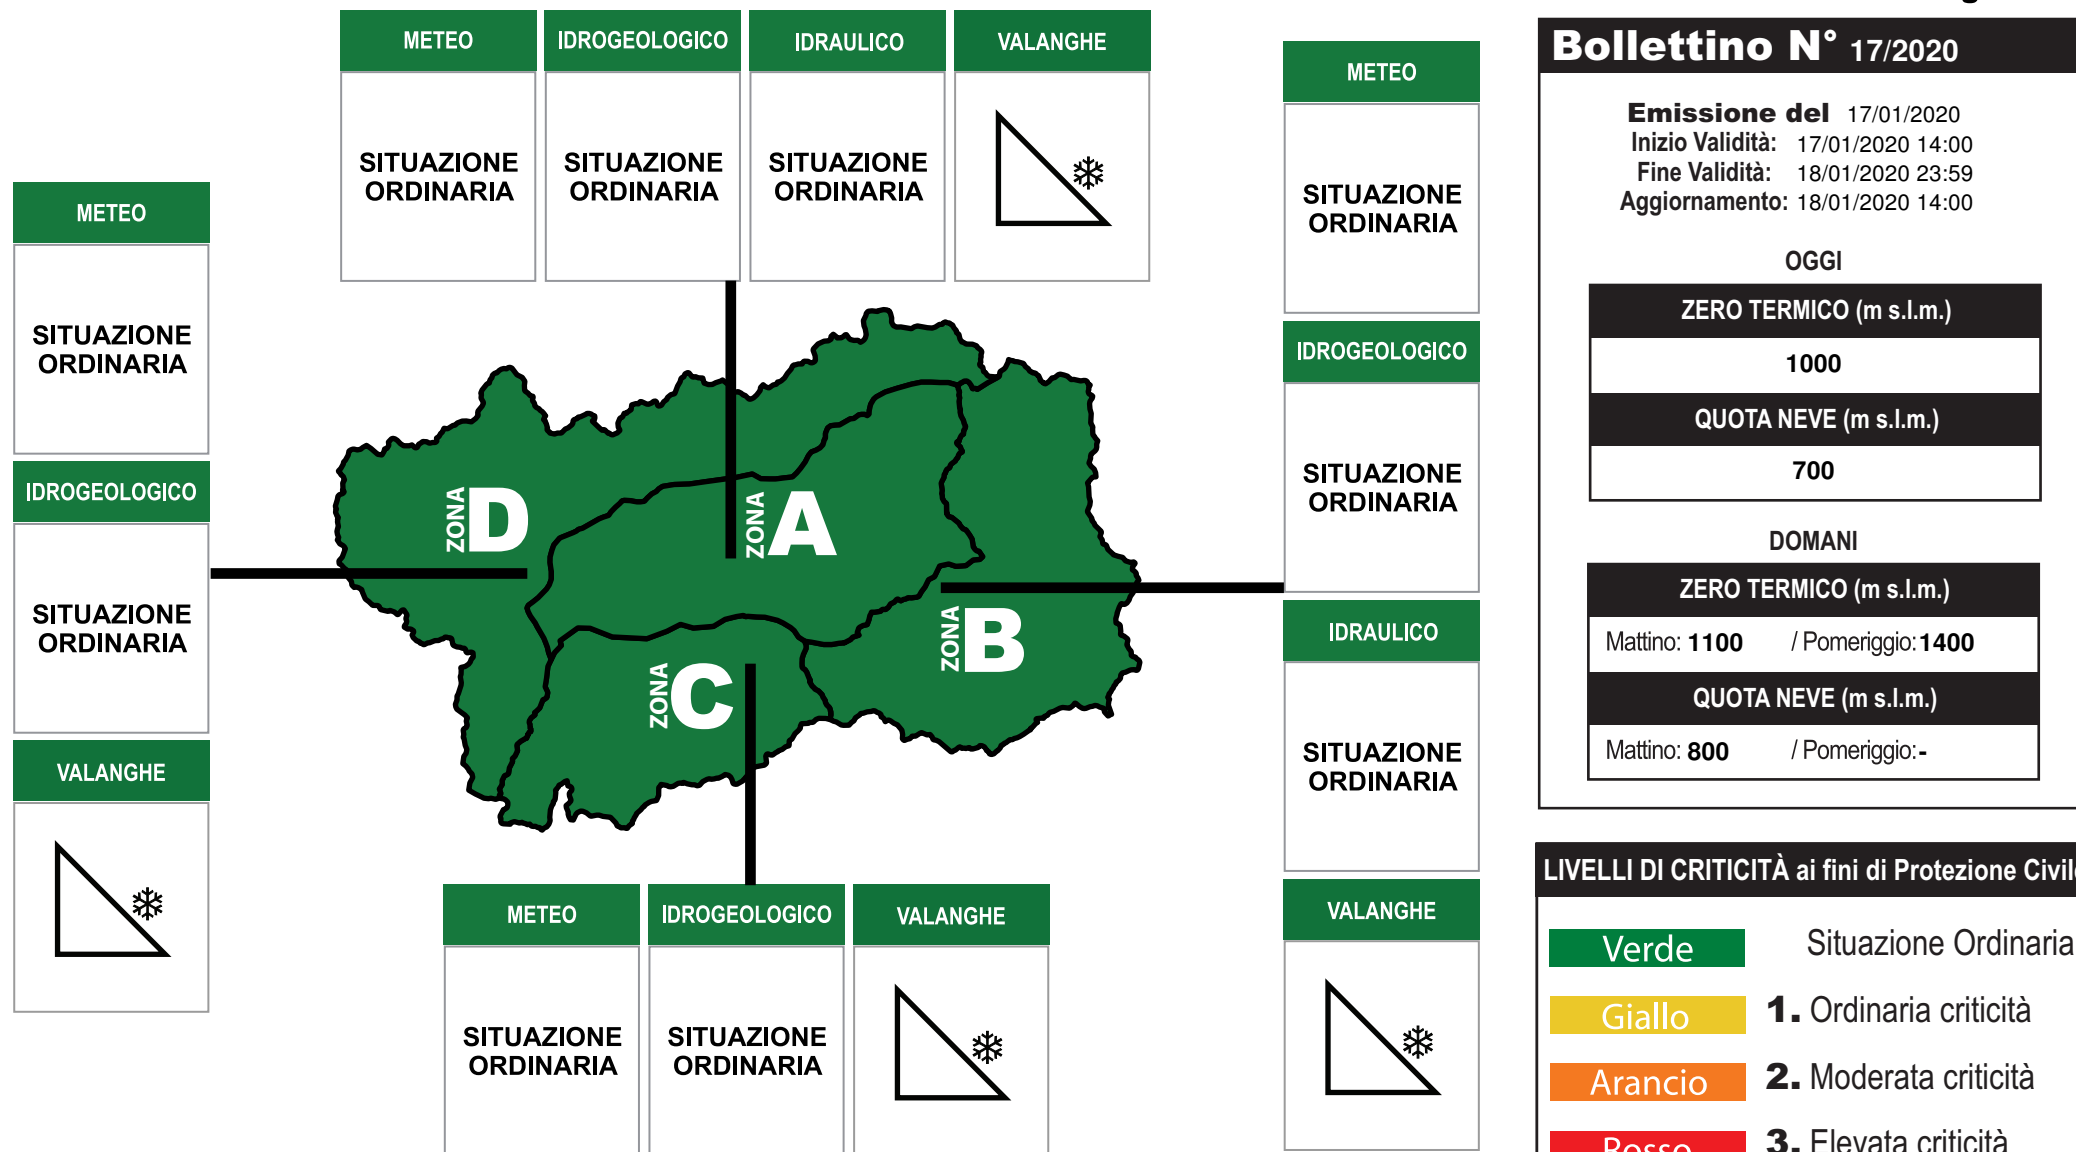 METEO
IDROGEOLOGICO
IDRAULICO
VALANGHE
SITUAZIONE
ORDINARIA
SITUAZIONE
ORDINARIA
SITUAZIONE
ORDINARIA
METEO
SITUAZIONE
ORDINARIA
IDROGEOLOGICO
SITUAZIONE
ORDINARIA
VALANGHE
ZONA D
ZONA A
ZONA B
ZONA C
METEO
SITUAZIONE
ORDINARIA
IDROGEOLOGICO
SITUAZIONE
ORDINARIA
IDRAULICO
SITUAZIONE
ORDINARIA
VALANGHE
METEO
IDROGEOLOGICO
VALANGHE
SITUAZIONE
ORDINARIA
SITUAZIONE
ORDINARIA
Bollettino N° 17/2020
Emissione del 17/01/2020
Inizio Validità: 17/01/2020 14:00
Fine Validità: 18/01/2020 23:59
Aggiornamento: 18/01/2020 14:00
OGGI
ZERO TERMICO (m s.l.m.)
1000
QUOTA NEVE (m s.l.m.)
700
DOMANI
ZERO TERMICO (m s.l.m.)
Mattino: 1100 / Pomeriggio: 1400
QUOTA NEVE (m s.l.m.)
Mattino: 800 / Pomeriggio: -
LIVELLI DI CRITICITÀ ai fini di Protezione Civile
Verde Situazione Ordinaria
Giallo 1. Ordinaria criticità
Arancio 2. Moderata criticità
Rosso 3. Elevata criticità